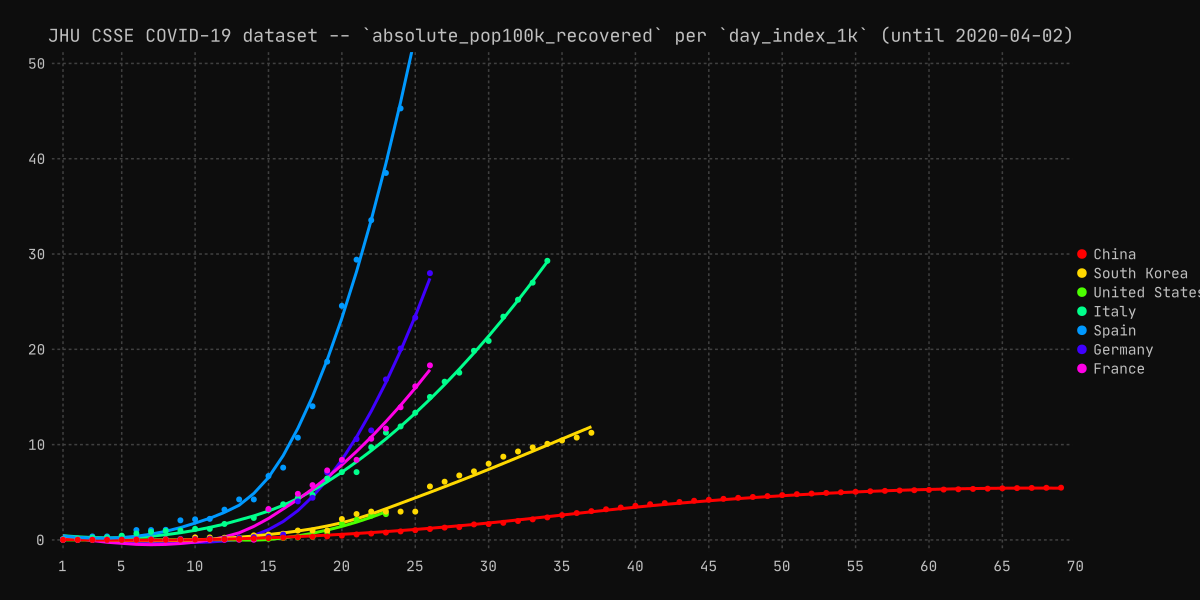 JHU CSSE COVID-19 dataset -- `absolute_pop100k_recovered` per `day_index_1k` (until 2020-04-02)
50
40
30
20
10
0
1 5 10 15 20 25 30 35 40 45 50 55 60 65 70
China
South Korea
United States
Italy
Spain
Germany
France